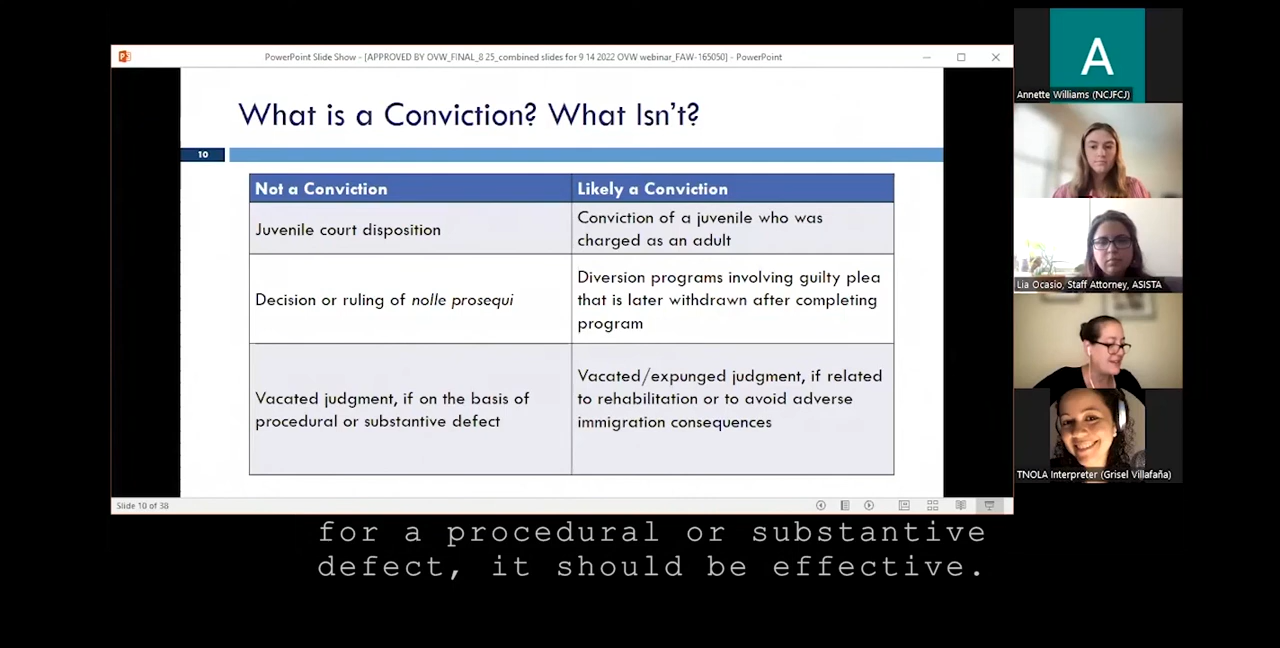 PowerPoint Slide Show - [APPROVED BY OVW_FINAL_8 25_combined slides for 9 14 2022 OVW webinar_FAW-165050] - PowerPoint
What is a Conviction? What Isn't?
10
Not a Conviction
Likely a Conviction
Juvenile court disposition
Conviction of a juvenile who was
charged as an adult
Decision or ruling of nolle prosequi
Diversion programs involving guilty plea
that is later withdrawn after completing
program
Vacated judgment, if on the basis of
procedural or substantive defect
Vacated/expunged judgment, if related
to rehabilitation or to avoid adverse
immigration consequences
Slide 10 of 38
A
Annette Williams (NCJFCJ)
Lia Ocasio, Staff Attorney, ASISTA
TNOLA Interpreter (Grisel Villafaña)
for a procedural or substantive
defect, it should be effective.